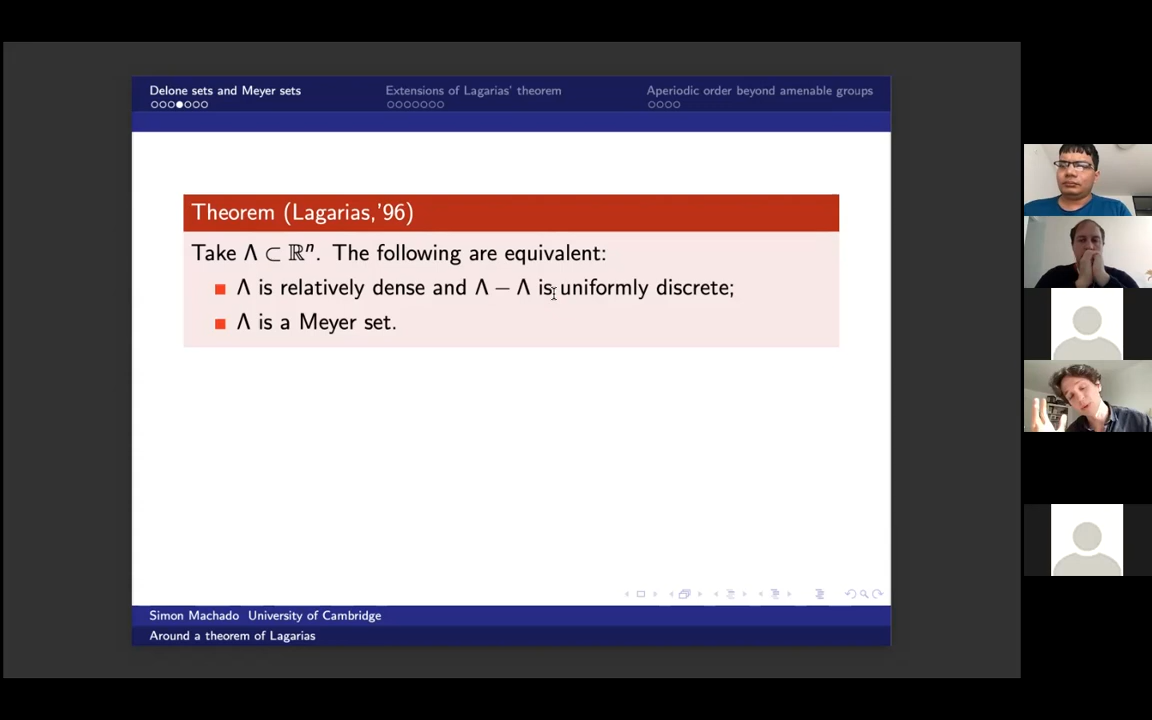 Delone sets and Meyer sets
Extensions of Lagarias' theorem
Aperiodic order beyond amenable groups
Theorem (Lagarias,'96)
Take Λ ⊂ ℝⁿ. The following are equivalent:
Λ is relatively dense and Λ − Λ is uniformly discrete;
Λ is a Meyer set.
Simon Machado University of Cambridge
Around a theorem of Lagarias